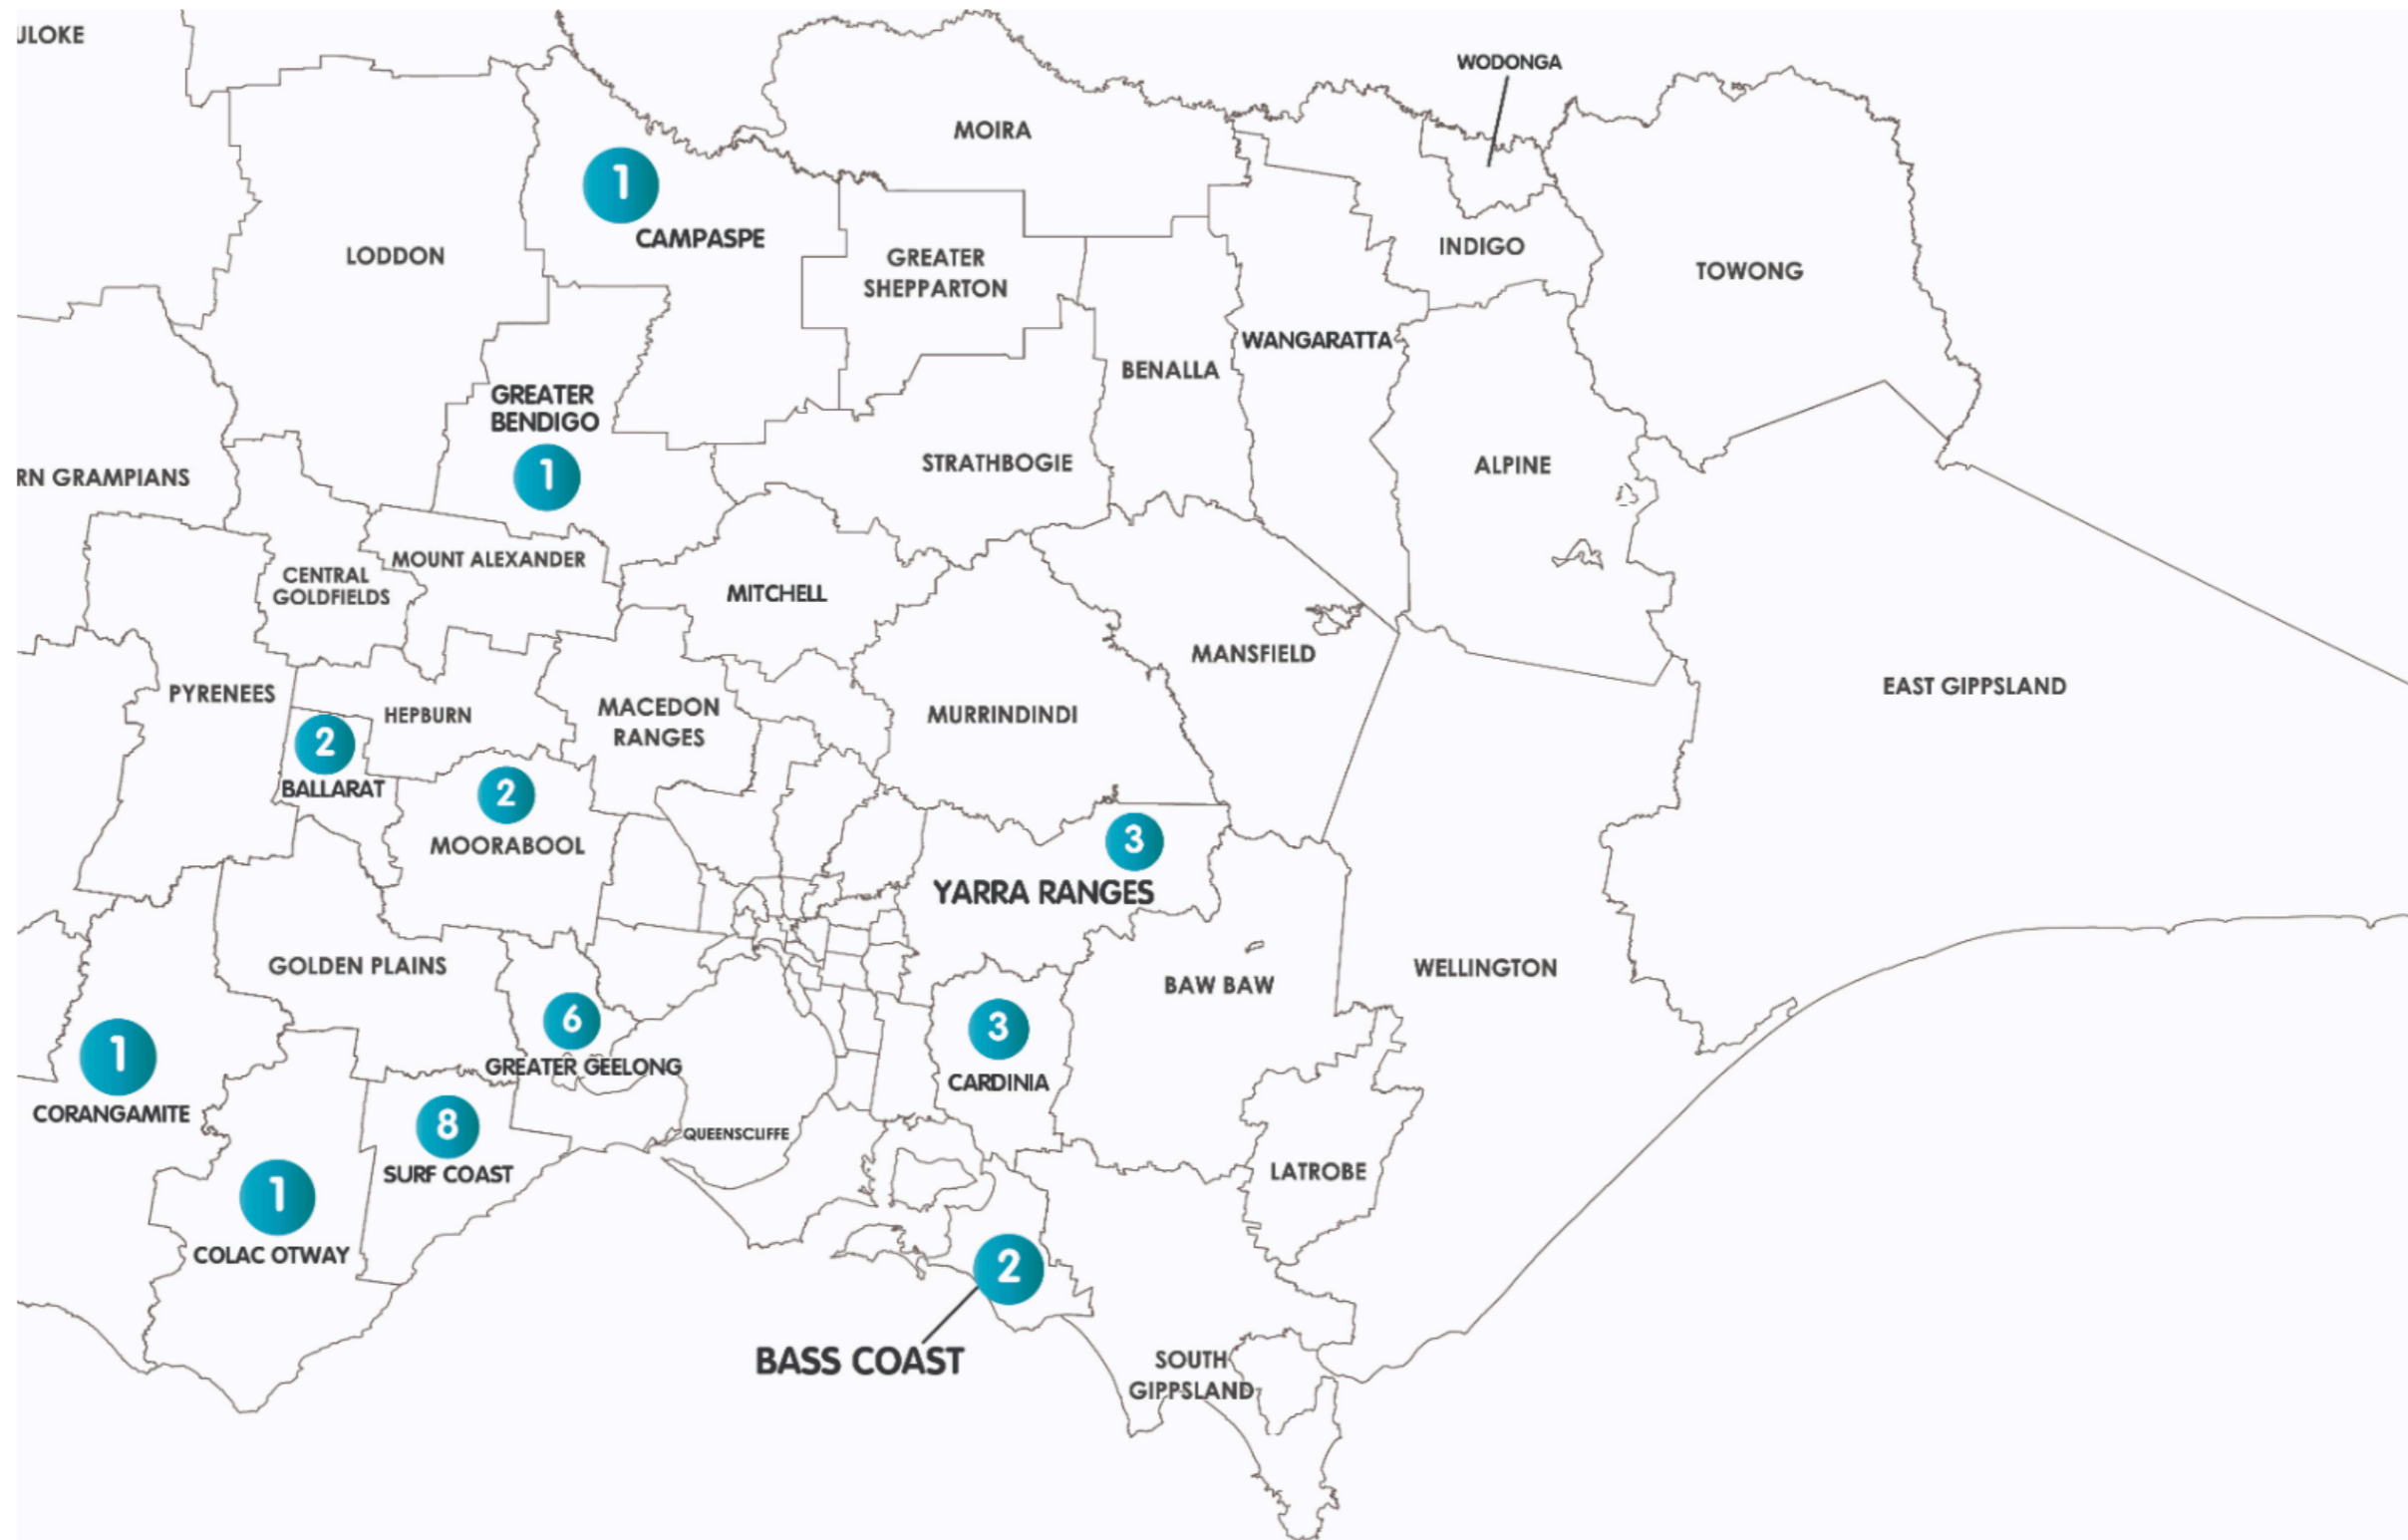 ULOKE
WODONGA
MOIRA
1
CAMPASPE
LODDON
GREATER
SHEPPARTON
INDIGO
TOWONG
WANGARATTA
BENALLA
GREATER
BENDIGO
1
STRATHBOGIE
ALPINE
RN GRAMPIANS
MOUNT ALEXANDER
CENTRAL
GOLDFIELDS
MITCHELL
MANSFIELD
EAST GIPPSLAND
PYRENEES
HEPBURN
MACEDON
RANGES
MURRINDINDI
2
BALLARAT
2
MOORABOOL
3
YARRA RANGES
GOLDEN PLAINS
WELLINGTON
BAW BAW
6
GREATER GEELONG
3
CARDINIA
1
CORANGAMITE
8
SURF COAST
QUEENSCLIFFE
LATROBE
1
COLAC OTWAY
2
BASS COAST
SOUTH
GIPPSLAND